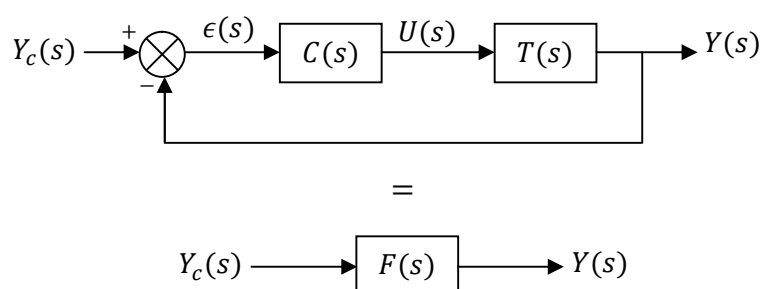 Y_c(s) + − ϵ(s) C(s) U(s) T(s) Y(s)
=
Y_c(s) F(s) Y(s)